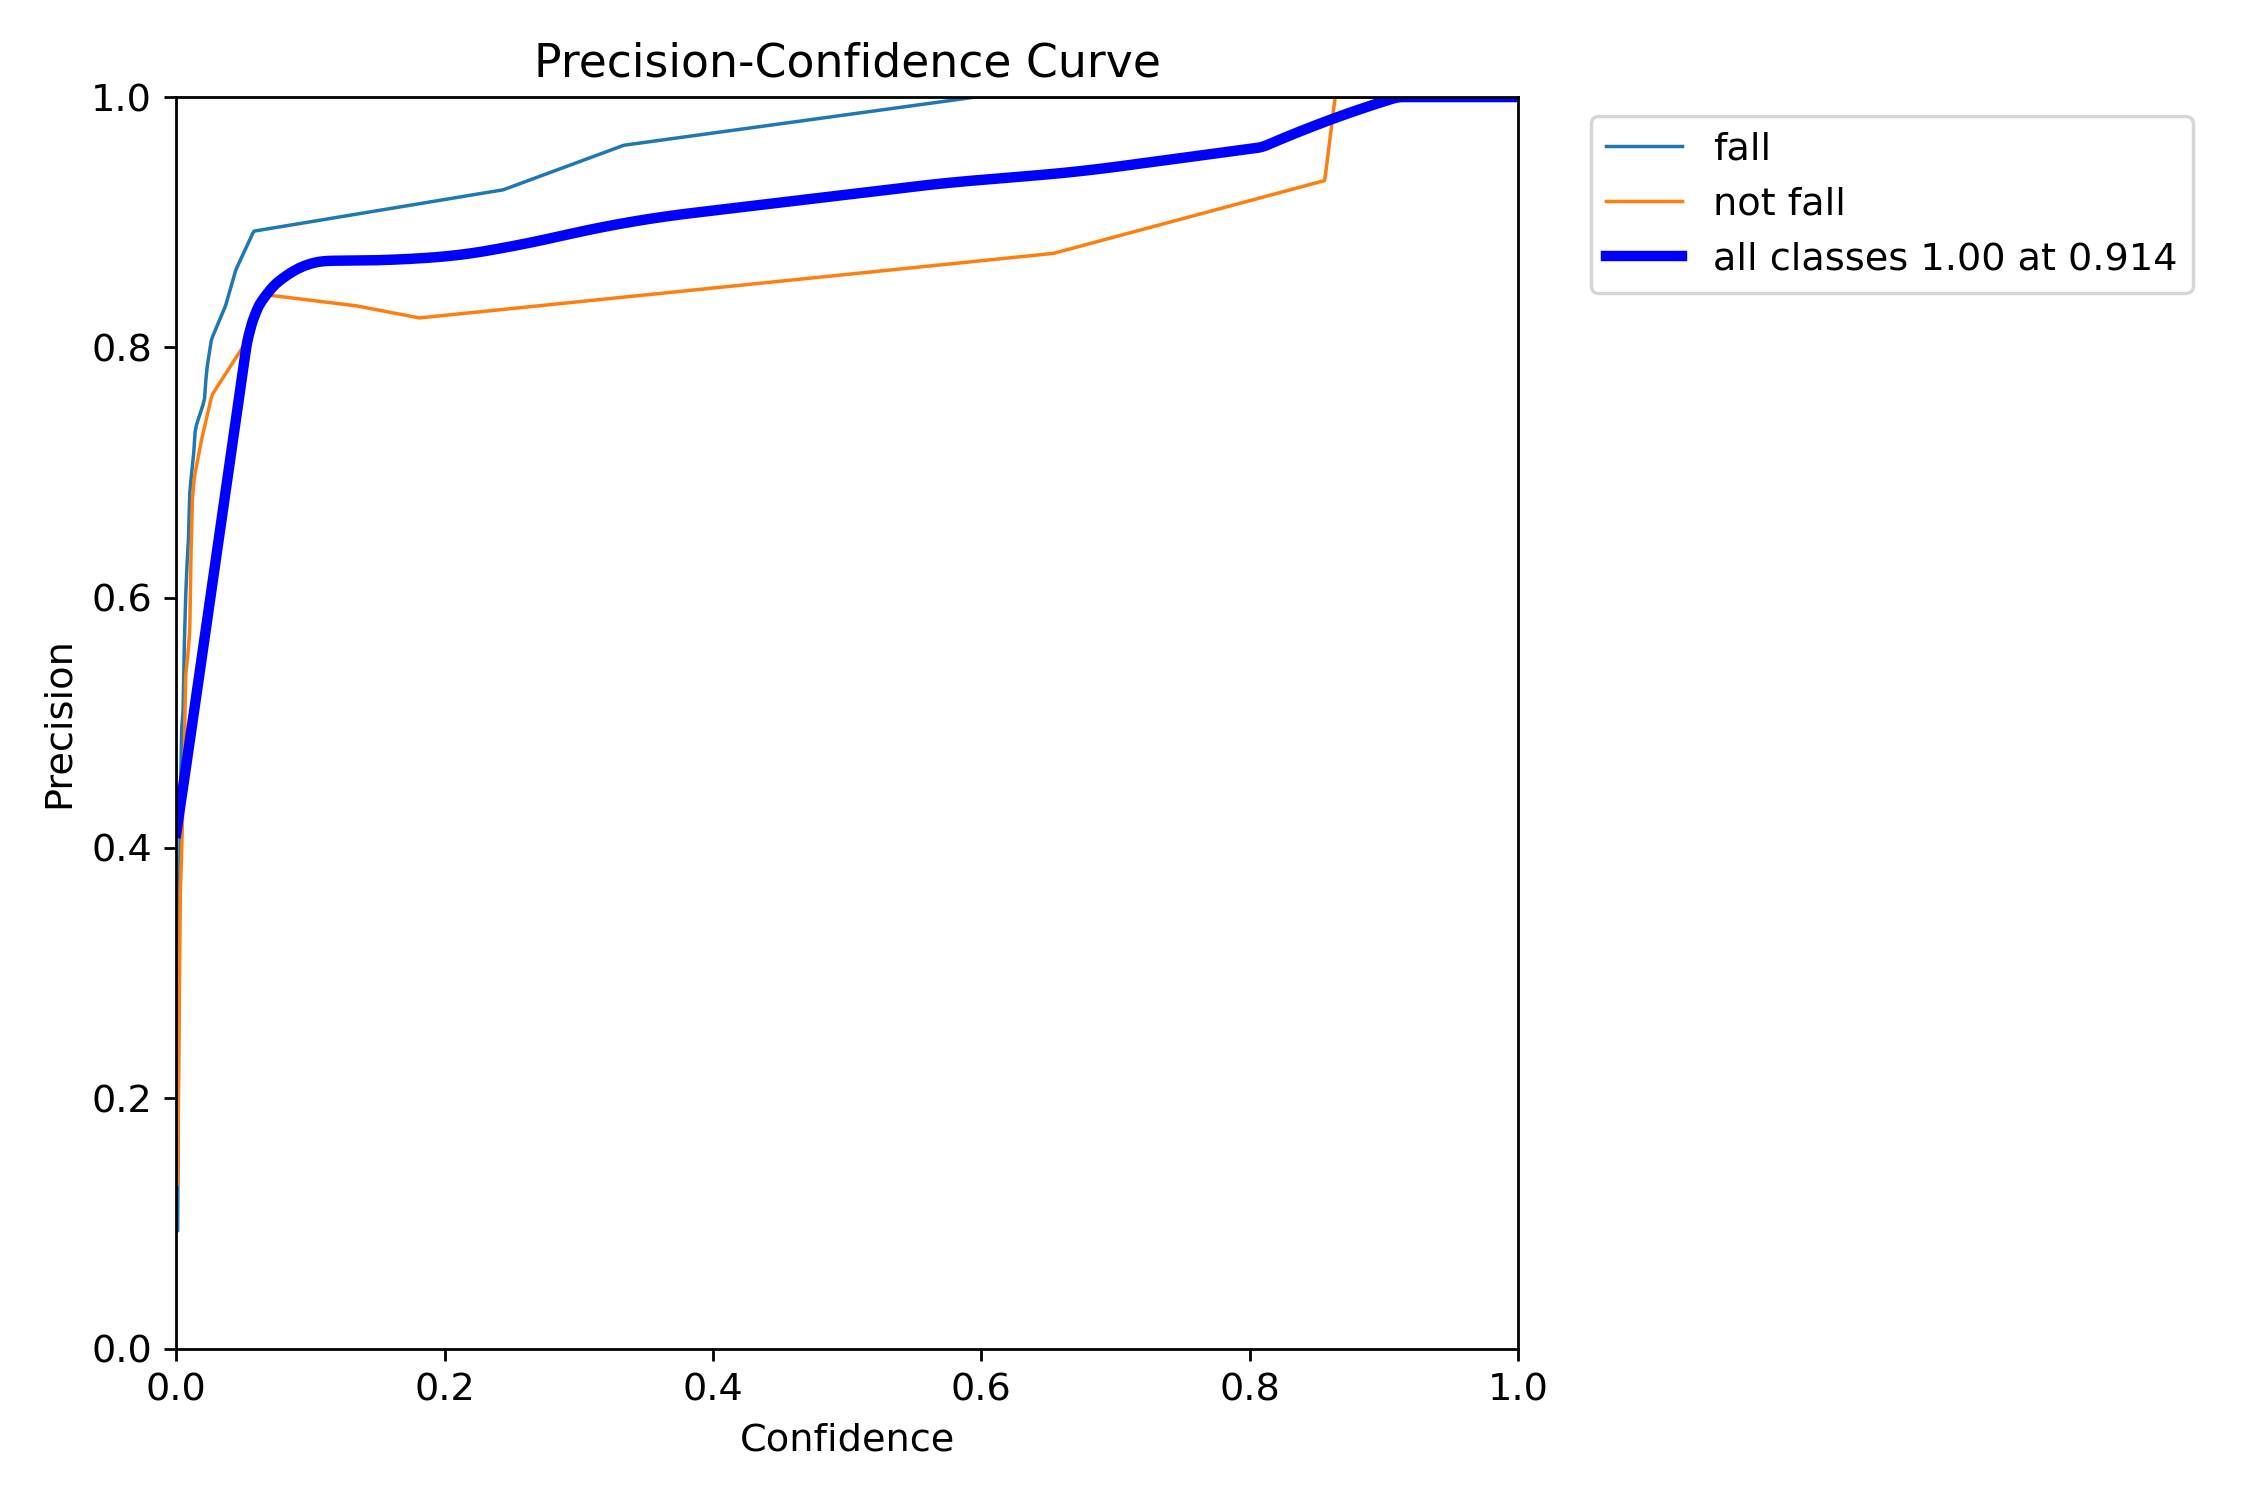 Precision-Confidence Curve
1.0
0.8
0.6
0.4
0.2
0.0
Precision
0.0 0.2 0.4 0.6 0.8 1.0
Confidence
fall
not fall
all classes 1.00 at 0.914